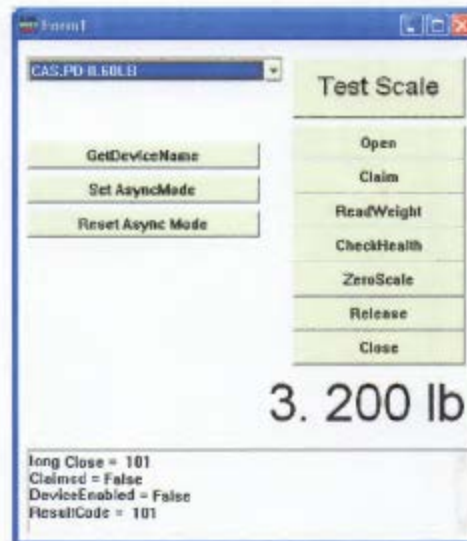 Form1
CAS.PD-II.60LB
Test Scale
GetDeviceName
Set AsyncMode
Reset Async Mode
Open
Claim
ReadWeight
CheckHealth
ZeroScale
Release
Close
3. 200 lb
long Close = 101
Claimed = False
DeviceEnabled = False
ResultCode = 101